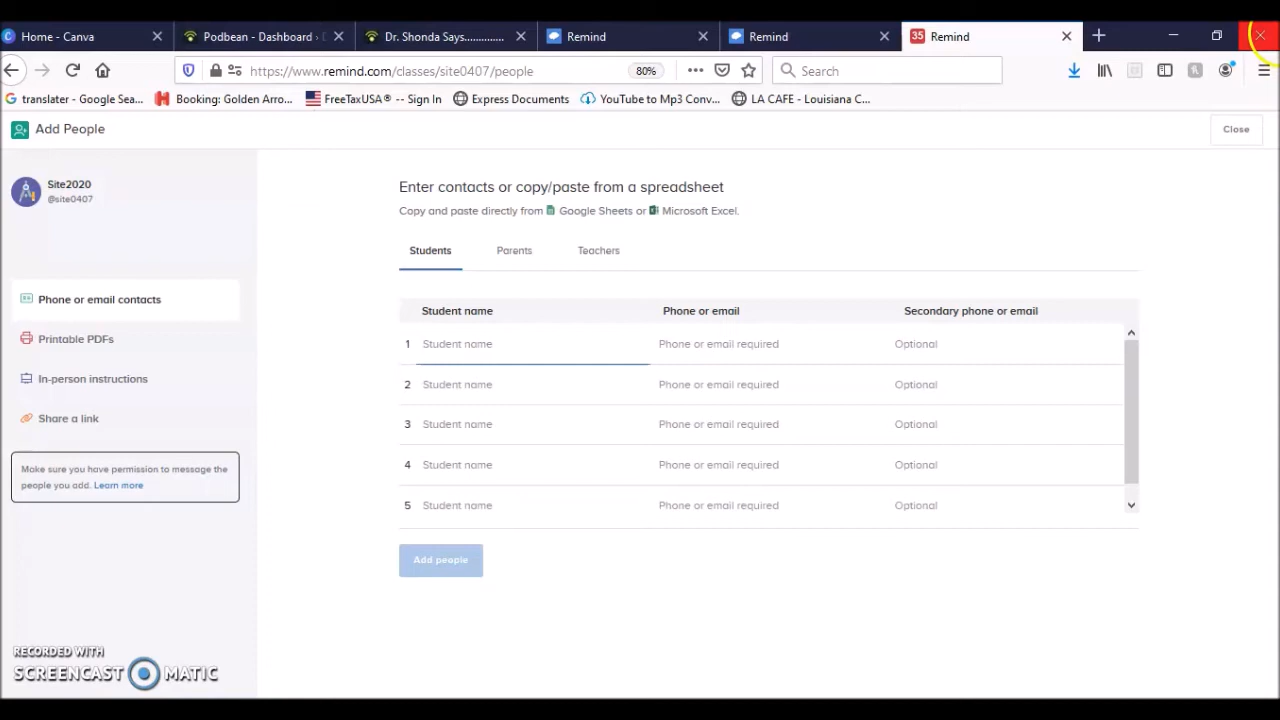 Home - Canva
Podbean - Dashboard
Dr. Shonda Says.............
Remind
Remind
35 Remind
https://www.remind.com/classes/site0407/people
80%
Search
translater - Google Sea...
Booking: Golden Arro...
FreeTaxUSA® -- Sign In
Express Documents
YouTube to Mp3 Conv...
LA CAFE - Louisiana C...
Add People
Close
Site2020
@site0407
Phone or email contacts
Printable PDFs
In-person instructions
Share a link
Make sure you have permission to message the
people you add. Learn more
Enter contacts or copy/paste from a spreadsheet
Copy and paste directly from Google Sheets or Microsoft Excel.
Students Parents Teachers
Student name Phone or email Secondary phone or email
1 Student name Phone or email required Optional
2 Student name Phone or email required Optional
3 Student name Phone or email required Optional
4 Student name Phone or email required Optional
5 Student name Phone or email required Optional
Add people
RECORDED WITH
SCREENCAST MATIC